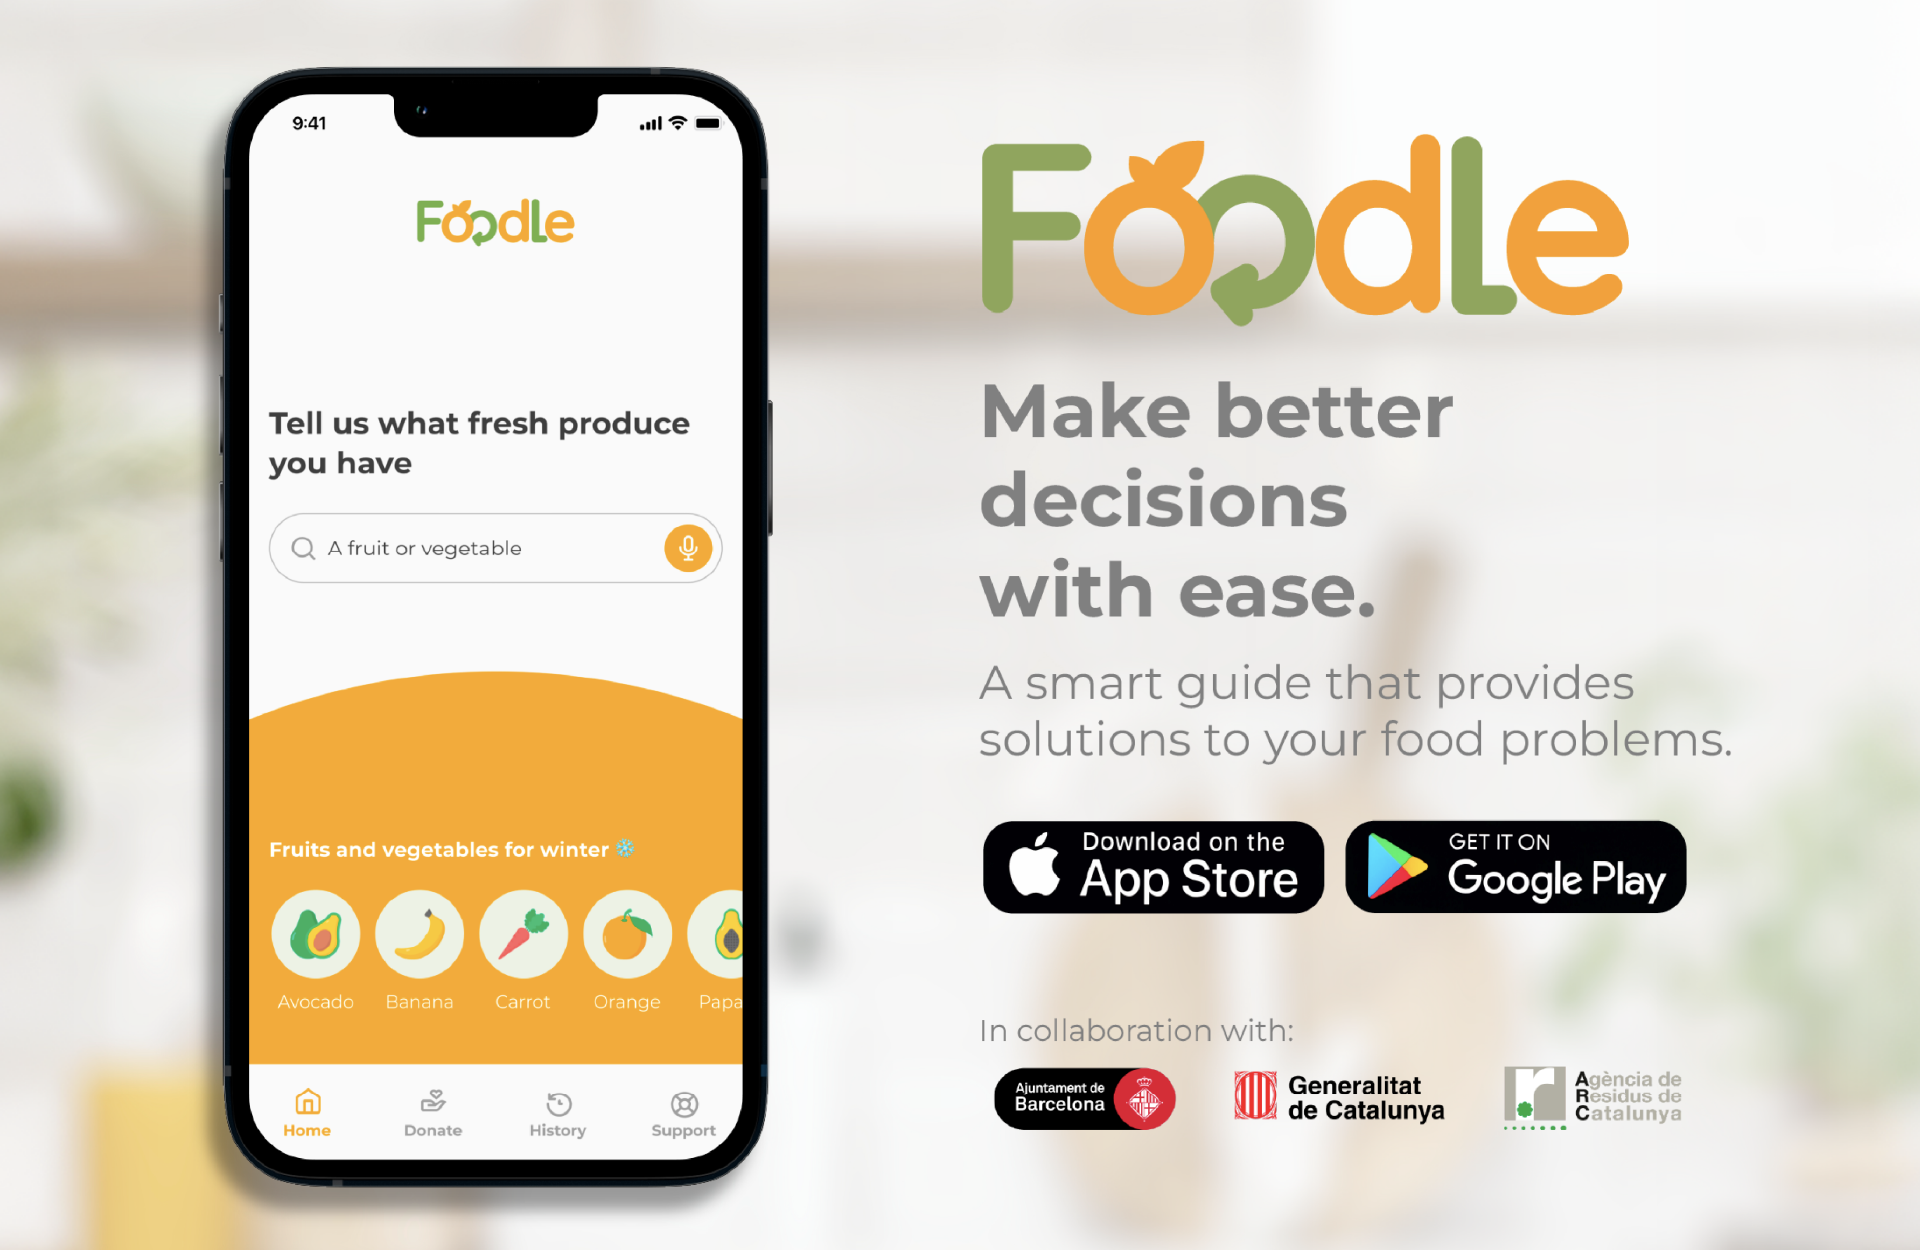 9:41
Foodle
Tell us what fresh produce
you have
A fruit or vegetable
Fruits and vegetables for winter
Avocado
Banana
Carrot
Orange
Papa
Home
Donate
History
Support
Foodle
Make better
decisions
with ease.
A smart guide that provides
solutions to your food problems.
Download on the
App Store
GET IT ON
Google Play
In collaboration with:
Ajuntament de
Barcelona
Generalitat
de Catalunya
r
Agència de
Residus de
Catalunya